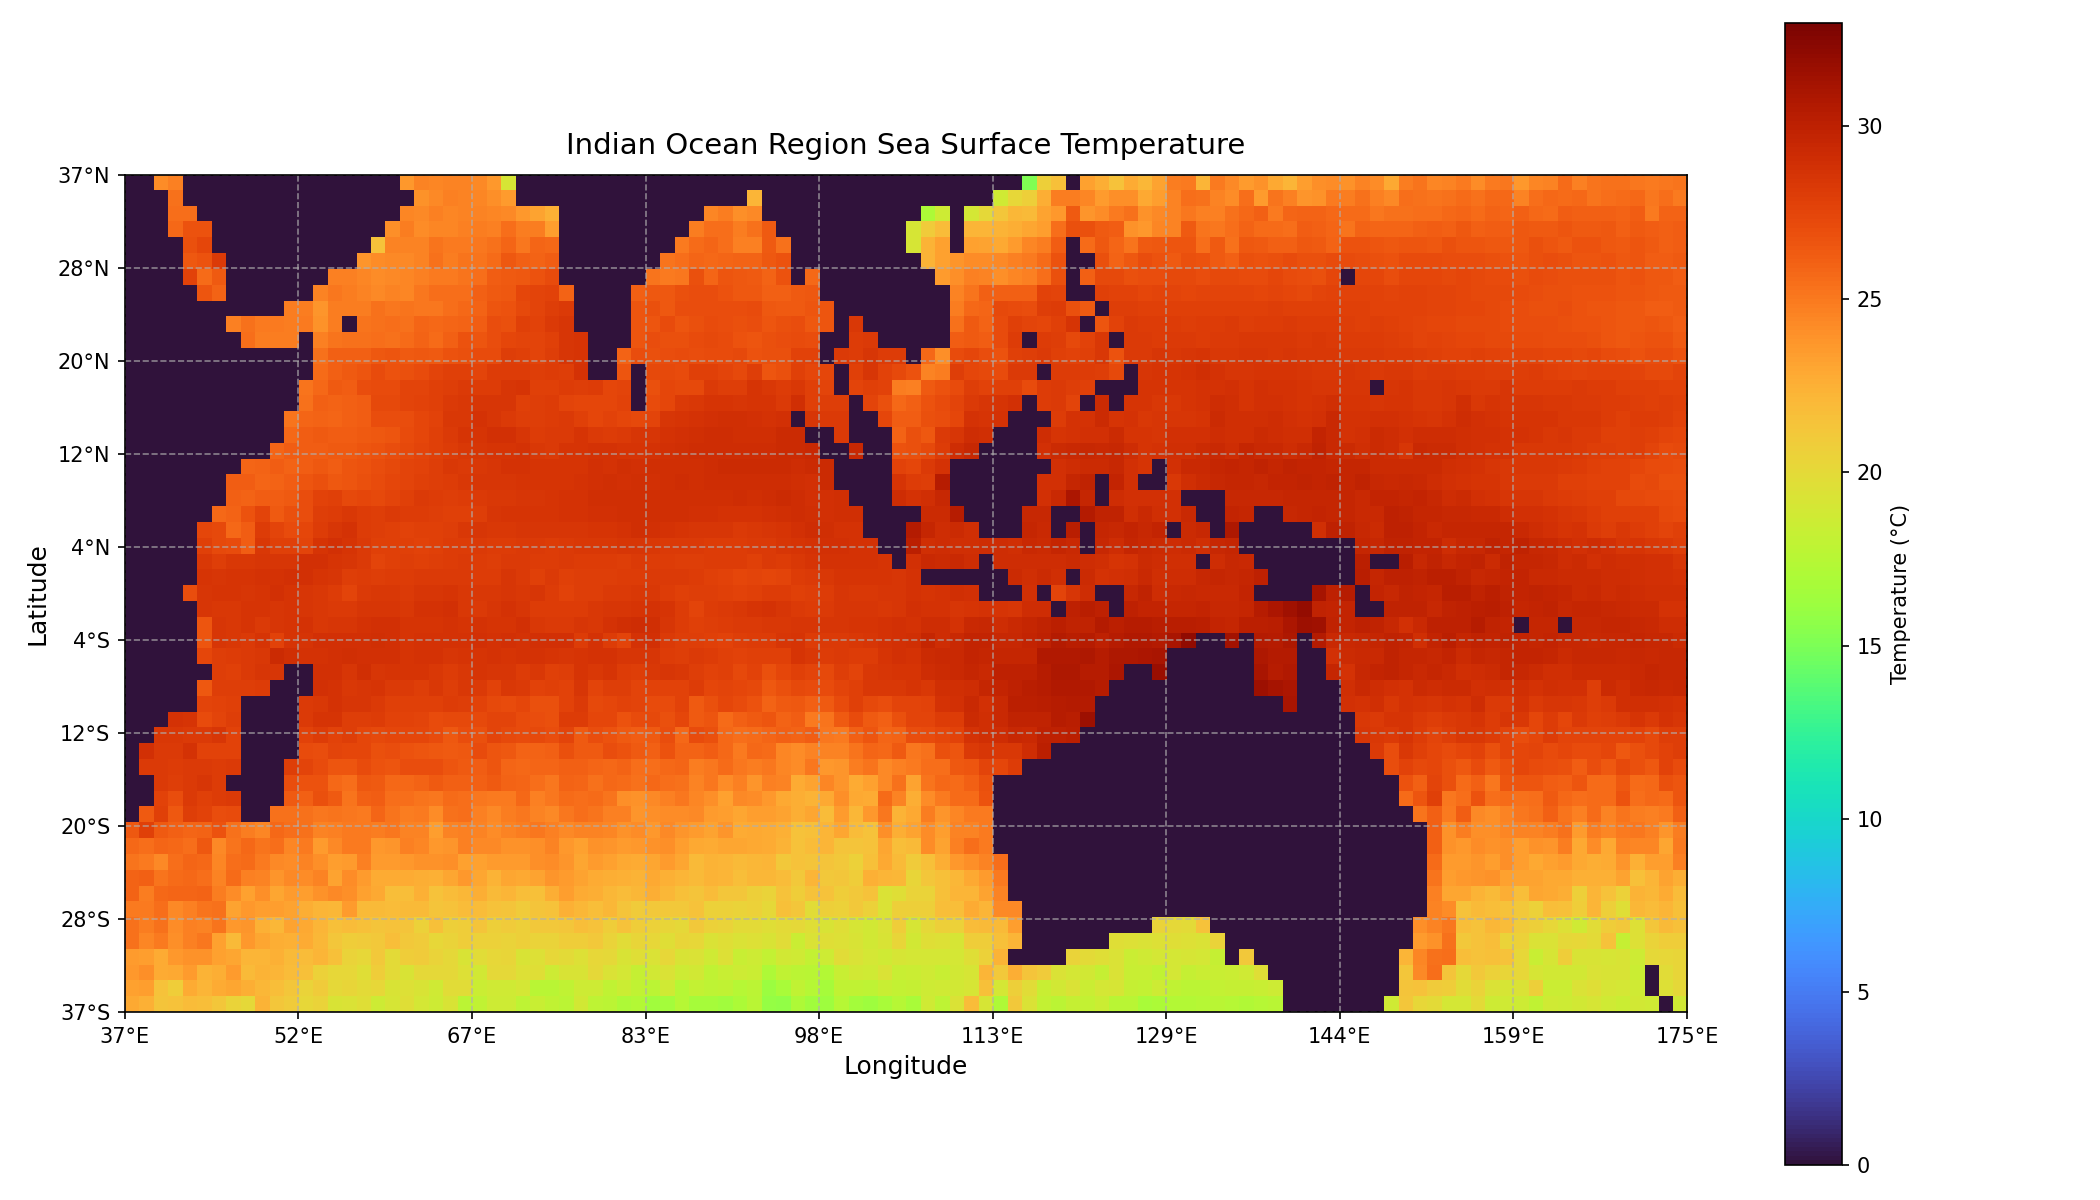 Indian Ocean Region Sea Surface Temperature
37°N
28°N
20°N
12°N
4°N
4°S
12°S
20°S
28°S
37°S
Latitude
37°E 52°E 67°E 83°E 98°E 113°E 129°E 144°E 159°E 175°E
Longitude
30
25
20
15
10
5
0
Temperature (°C)